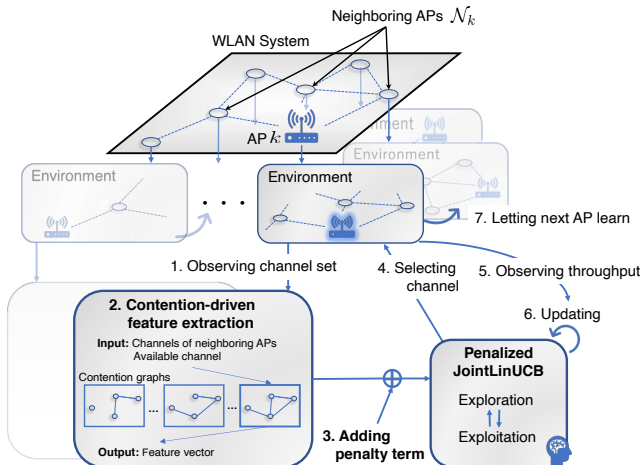 Neighboring APs 𝒩k
WLAN System
AP k
Environment
Environment
Environment
Environment
. . .
7. Letting next AP learn
1. Observing channel set
4. Selecting
channel
5. Observing throughput
6. Updating
2. Contention-driven
feature extraction
Input: Channels of neighboring APs
Available channel
Contention graphs
... ...
Output: Feature vector
3. Adding
penalty term
Penalized
JointLinUCB
Exploration
Exploitation